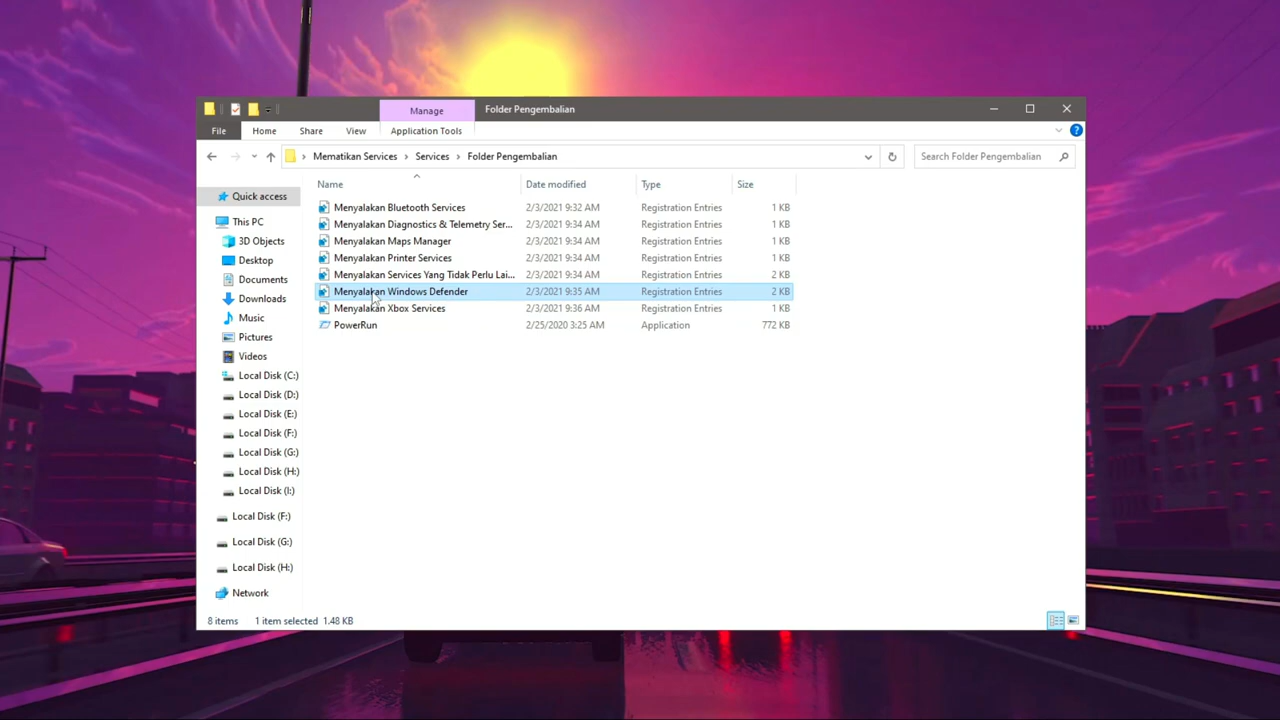 Manage Folder Pengembalian
File Home Share View Application Tools
Mematikan Services Services Folder Pengembalian Search Folder Pengembalian
Name Date modified Type Size
Quick access
This PC
3D Objects
Desktop
Documents
Downloads
Music
Pictures
Videos
Local Disk (C:)
Local Disk (D:)
Local Disk (E:)
Local Disk (F:)
Local Disk (G:)
Local Disk (H:)
Local Disk (I:)
Local Disk (F:)
Local Disk (G:)
Local Disk (H:)
Network
Menyalakan Bluetooth Services 2/3/2021 9:32 AM Registration Entries 1 KB
Menyalakan Diagnostics & Telemetry Ser... 2/3/2021 9:34 AM Registration Entries 1 KB
Menyalakan Maps Manager 2/3/2021 9:34 AM Registration Entries 1 KB
Menyalakan Printer Services 2/3/2021 9:34 AM Registration Entries 1 KB
Menyalakan Services Yang Tidak Perlu Lai... 2/3/2021 9:34 AM Registration Entries 2 KB
Menyalakan Windows Defender 2/3/2021 9:35 AM Registration Entries 2 KB
Menyalakan Xbox Services 2/3/2021 9:36 AM Registration Entries 1 KB
PowerRun 2/25/2020 3:25 AM Application 772 KB
8 items 1 item selected 1.48 KB